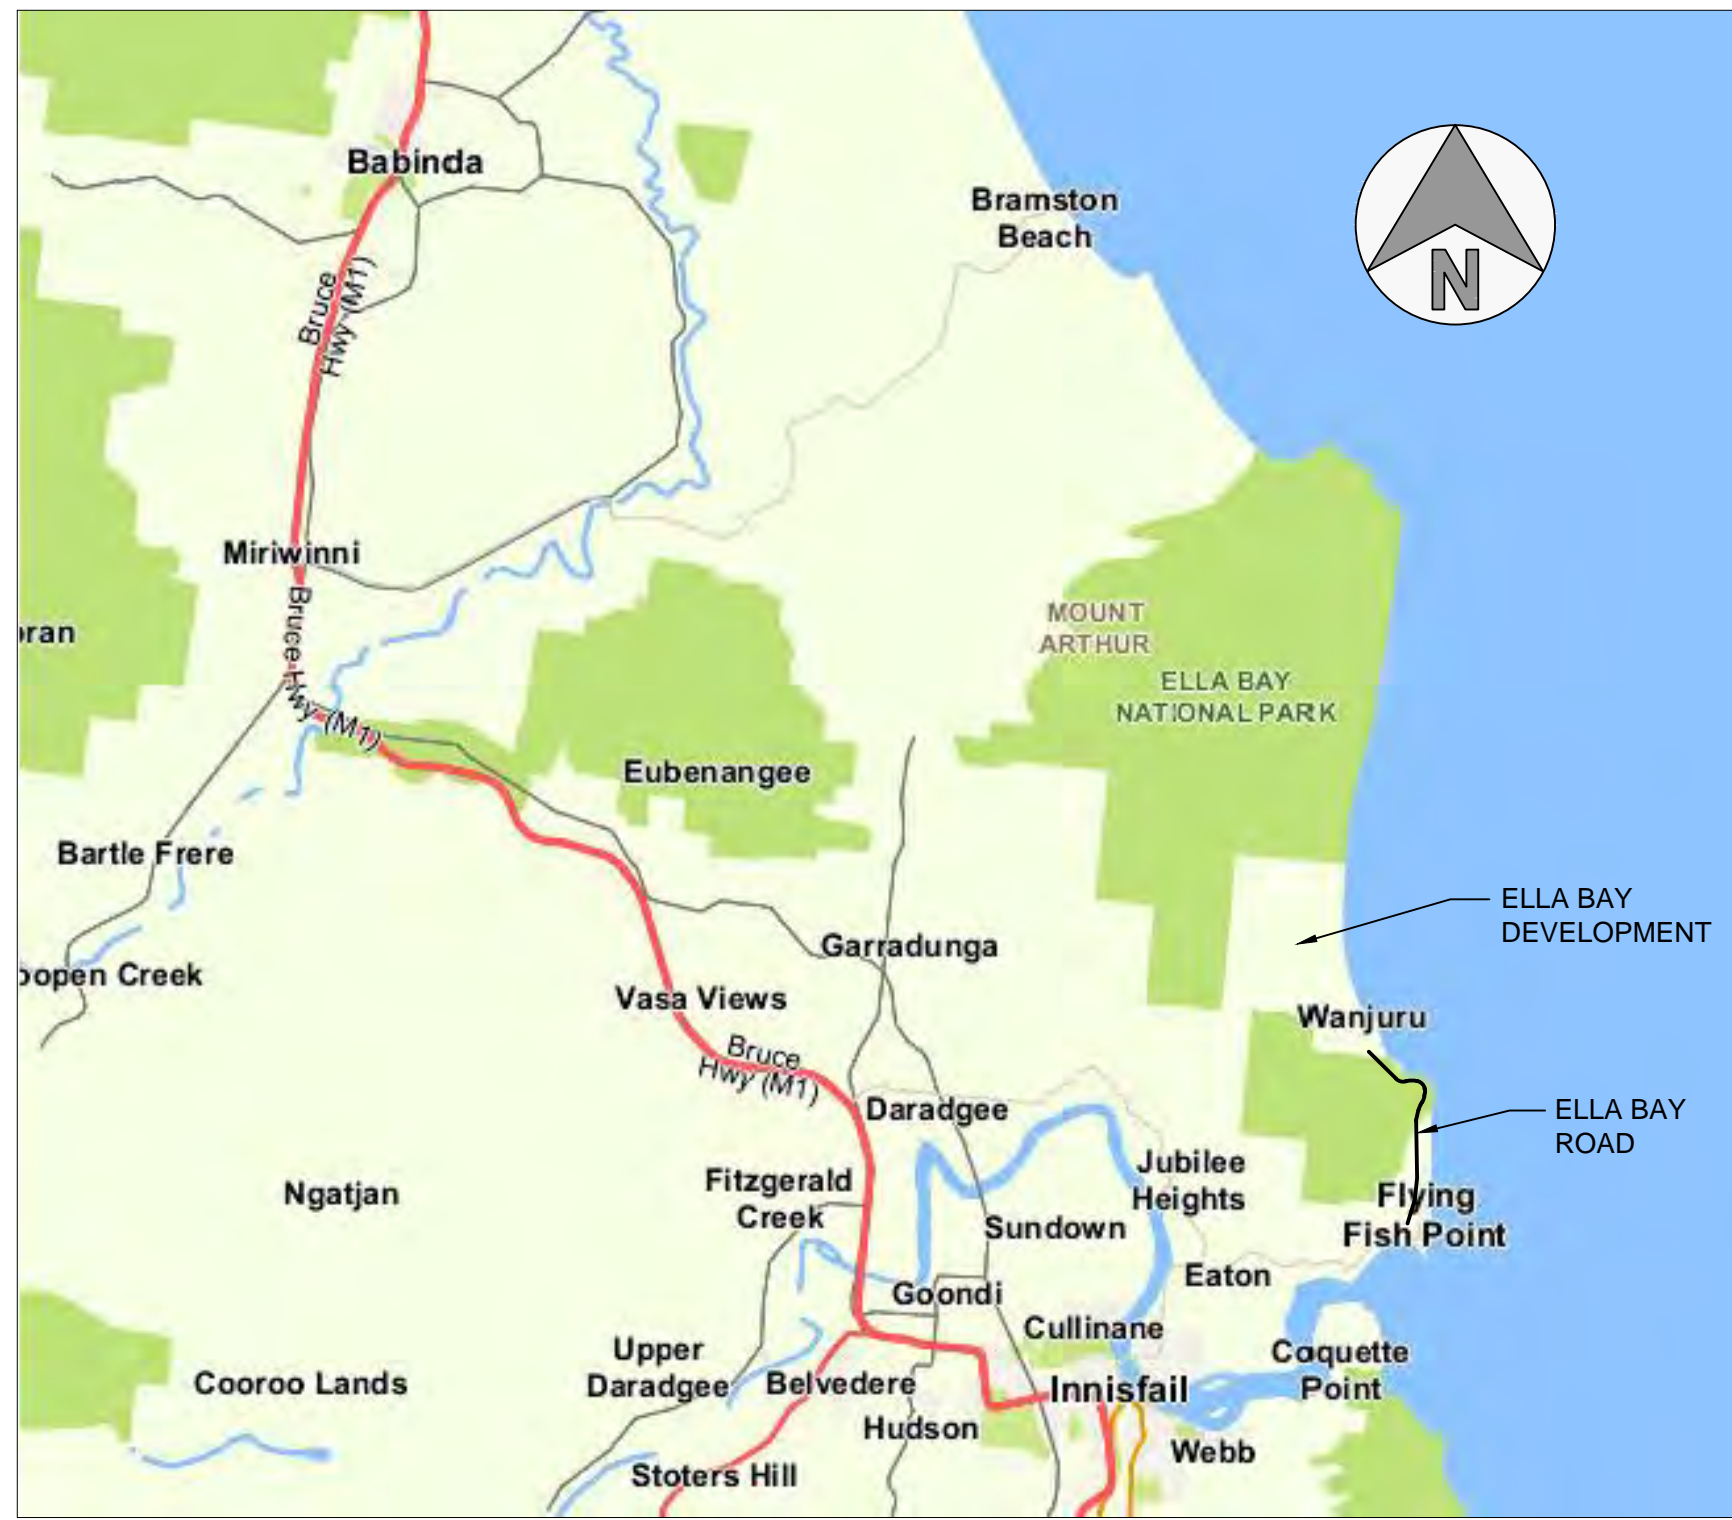 Babinda
Bramston
Beach
N
Bruce
Hwy (M1)
Miriwinni
Bruce Hwy (M1)
MOUNT
ARTHUR
ELLA BAY
NATIONAL PARK
Eubenangee
Bartle Frere
ELLA BAY
DEVELOPMENT
Garradunga
Vasa Views
Wanjuru
Bruce
Hwy (M1)
Daradgee
ELLA BAY
ROAD
Jubilee
Heights
Fitzgerald
Creek
Ngatjan
Flying
Fish Point
Sundown
Eaton
Goondi
Cullinane
Upper
Daradgee
Coquette
Point
Cooroo Lands
Belvedere
Innisfail
Hudson
Webb
Stoters Hill
oran
oopen Creek